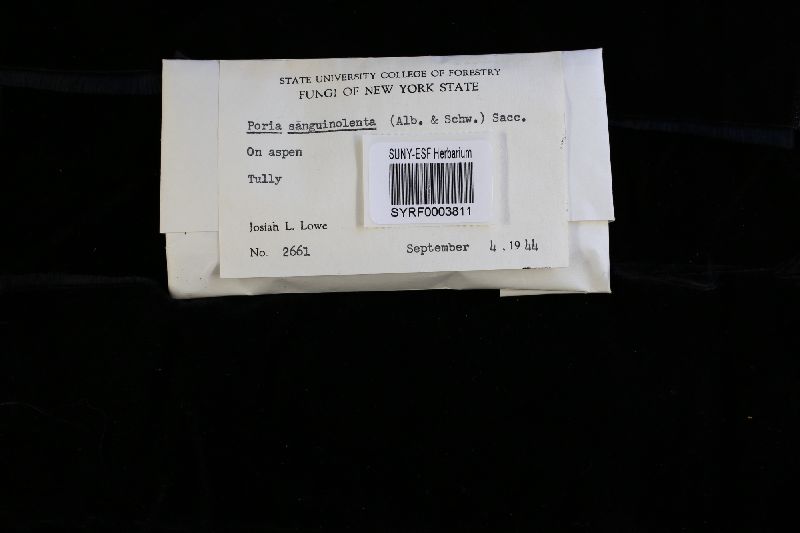 STATE UNIVERSITY COLLEGE OF FORESTRY
FUNGI OF NEW YORK STATE
Poria sanguinolenta (Alb. & Schw.) Sacc.
On aspen
Tully
SUNY-ESF Herbarium
SYRF0003811
Josiah L. Lowe
No. 2661 September 4, 1944